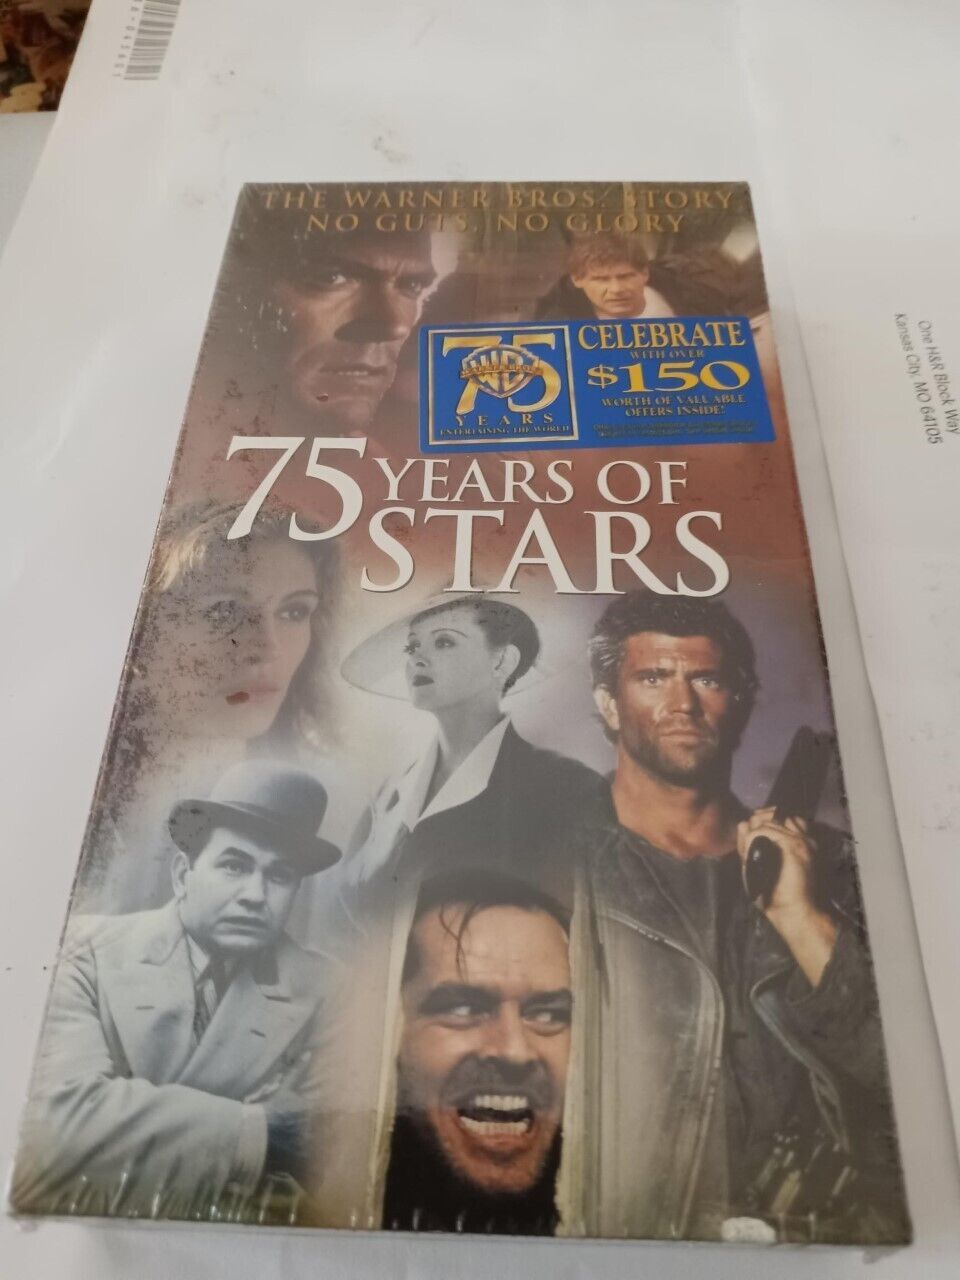 THE WARNER BROS. STORY
NO GUTS, NO GLORY
75
WB
YEARS
ENTERTAINING THE WORLD
CELEBRATE
WITH OVER
$150
WORTH OF VALUABLE
OFFERS INSIDE!
75 YEARS OF
STARS
One H&R Block Way
Kansas City, MO 64105